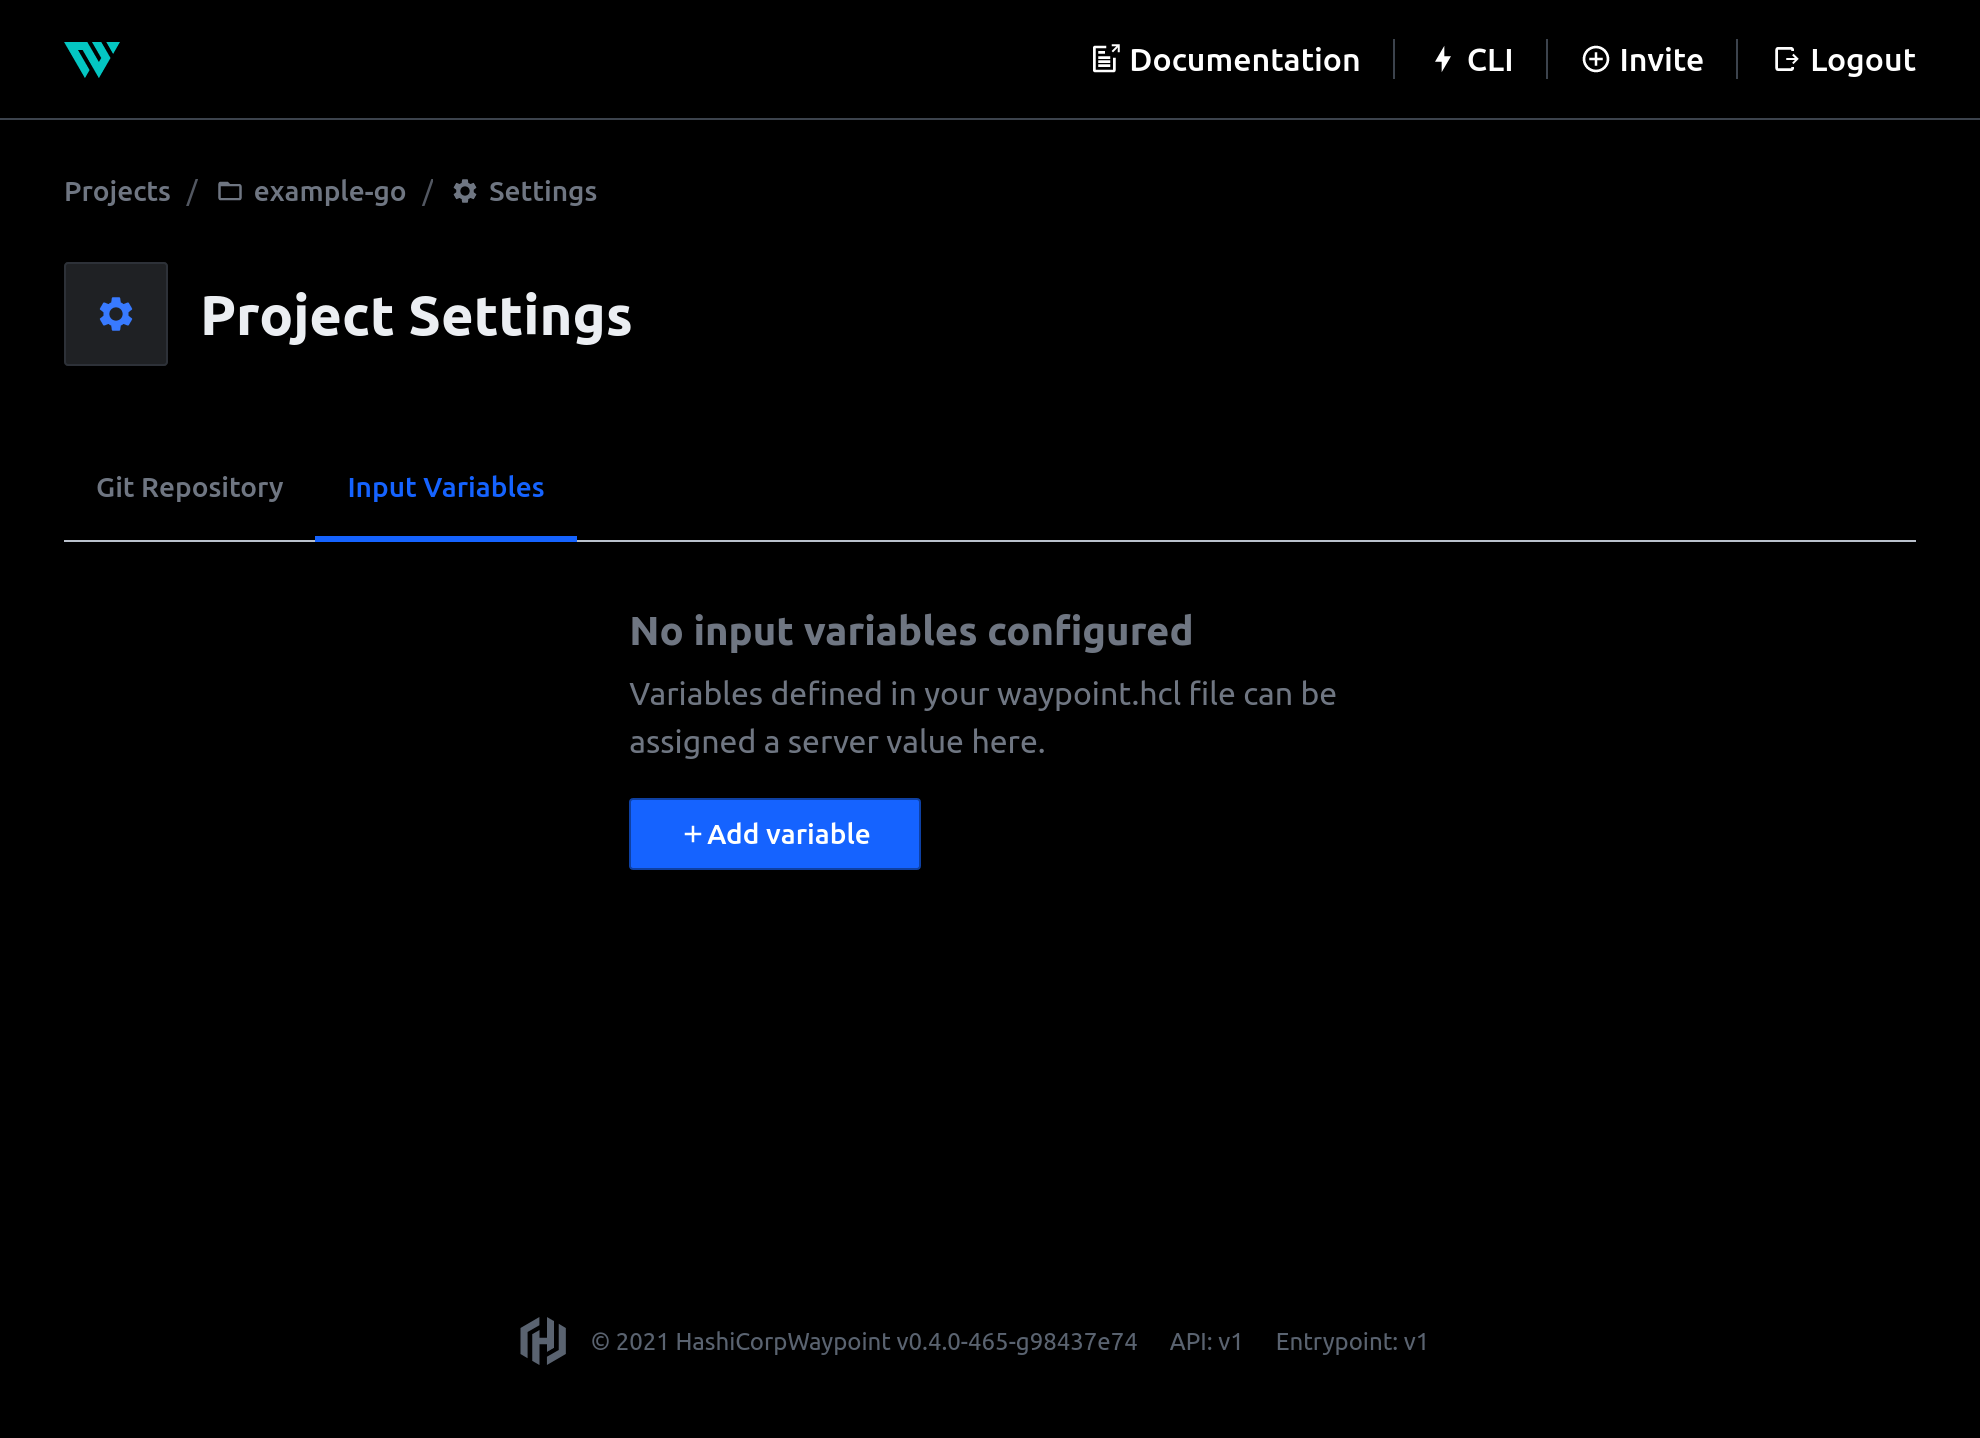 Documentation CLI Invite Logout
Projects / example-go / Settings
Project Settings
Git Repository Input Variables
No input variables configured
Variables defined in your waypoint.hcl file can be
assigned a server value here.
+ Add variable
© 2021 HashiCorpWaypoint v0.4.0-465-g98437e74 API: v1 Entrypoint: v1